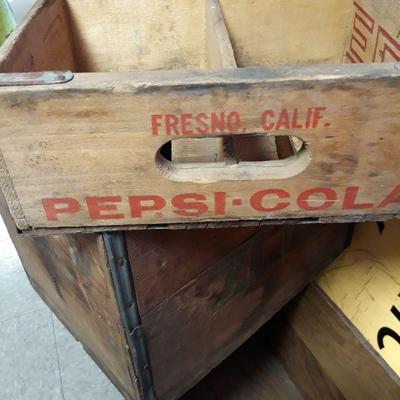 FRESNO, CALIF.
PEPSI-COLA